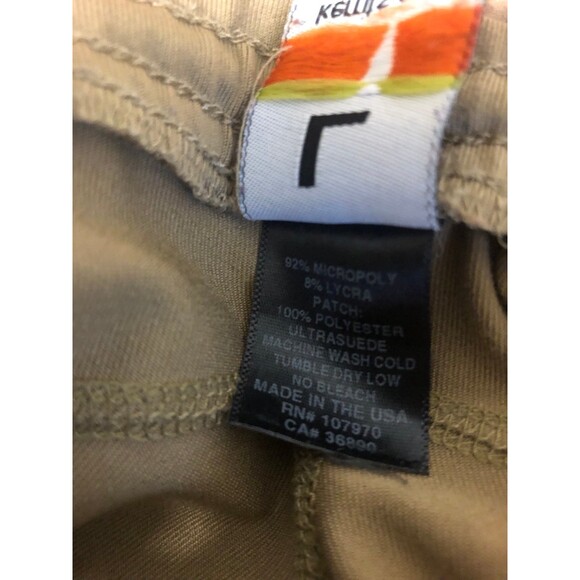 L
92% MICROPOLY
8% LYCRA
PATCH:
100% POLYESTER
ULTRASUEDE
MACHINE WASH COLD
TUMBLE DRY LOW
NO BLEACH
MADE IN THE USA
RN# 107970
CA# 36890